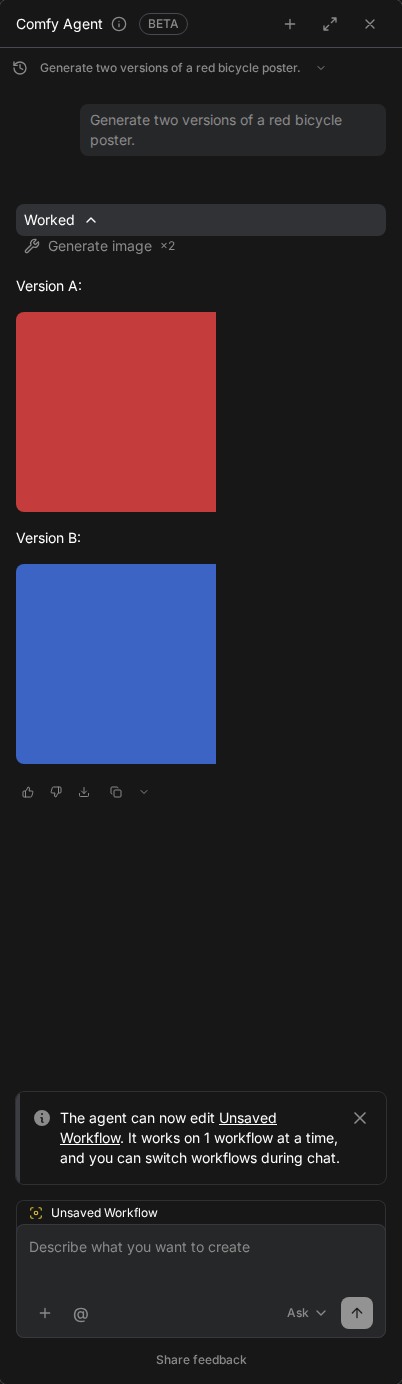 Comfy Agent
BETA
Generate two versions of a red bicycle poster.
Generate two versions of a red bicycle
poster.
Worked
Generate image ×2
Version A:
Version B:
The agent can now edit Unsaved
Workflow. It works on 1 workflow at a time,
and you can switch workflows during chat.
Unsaved Workflow
Describe what you want to create
@
Ask
Share feedback